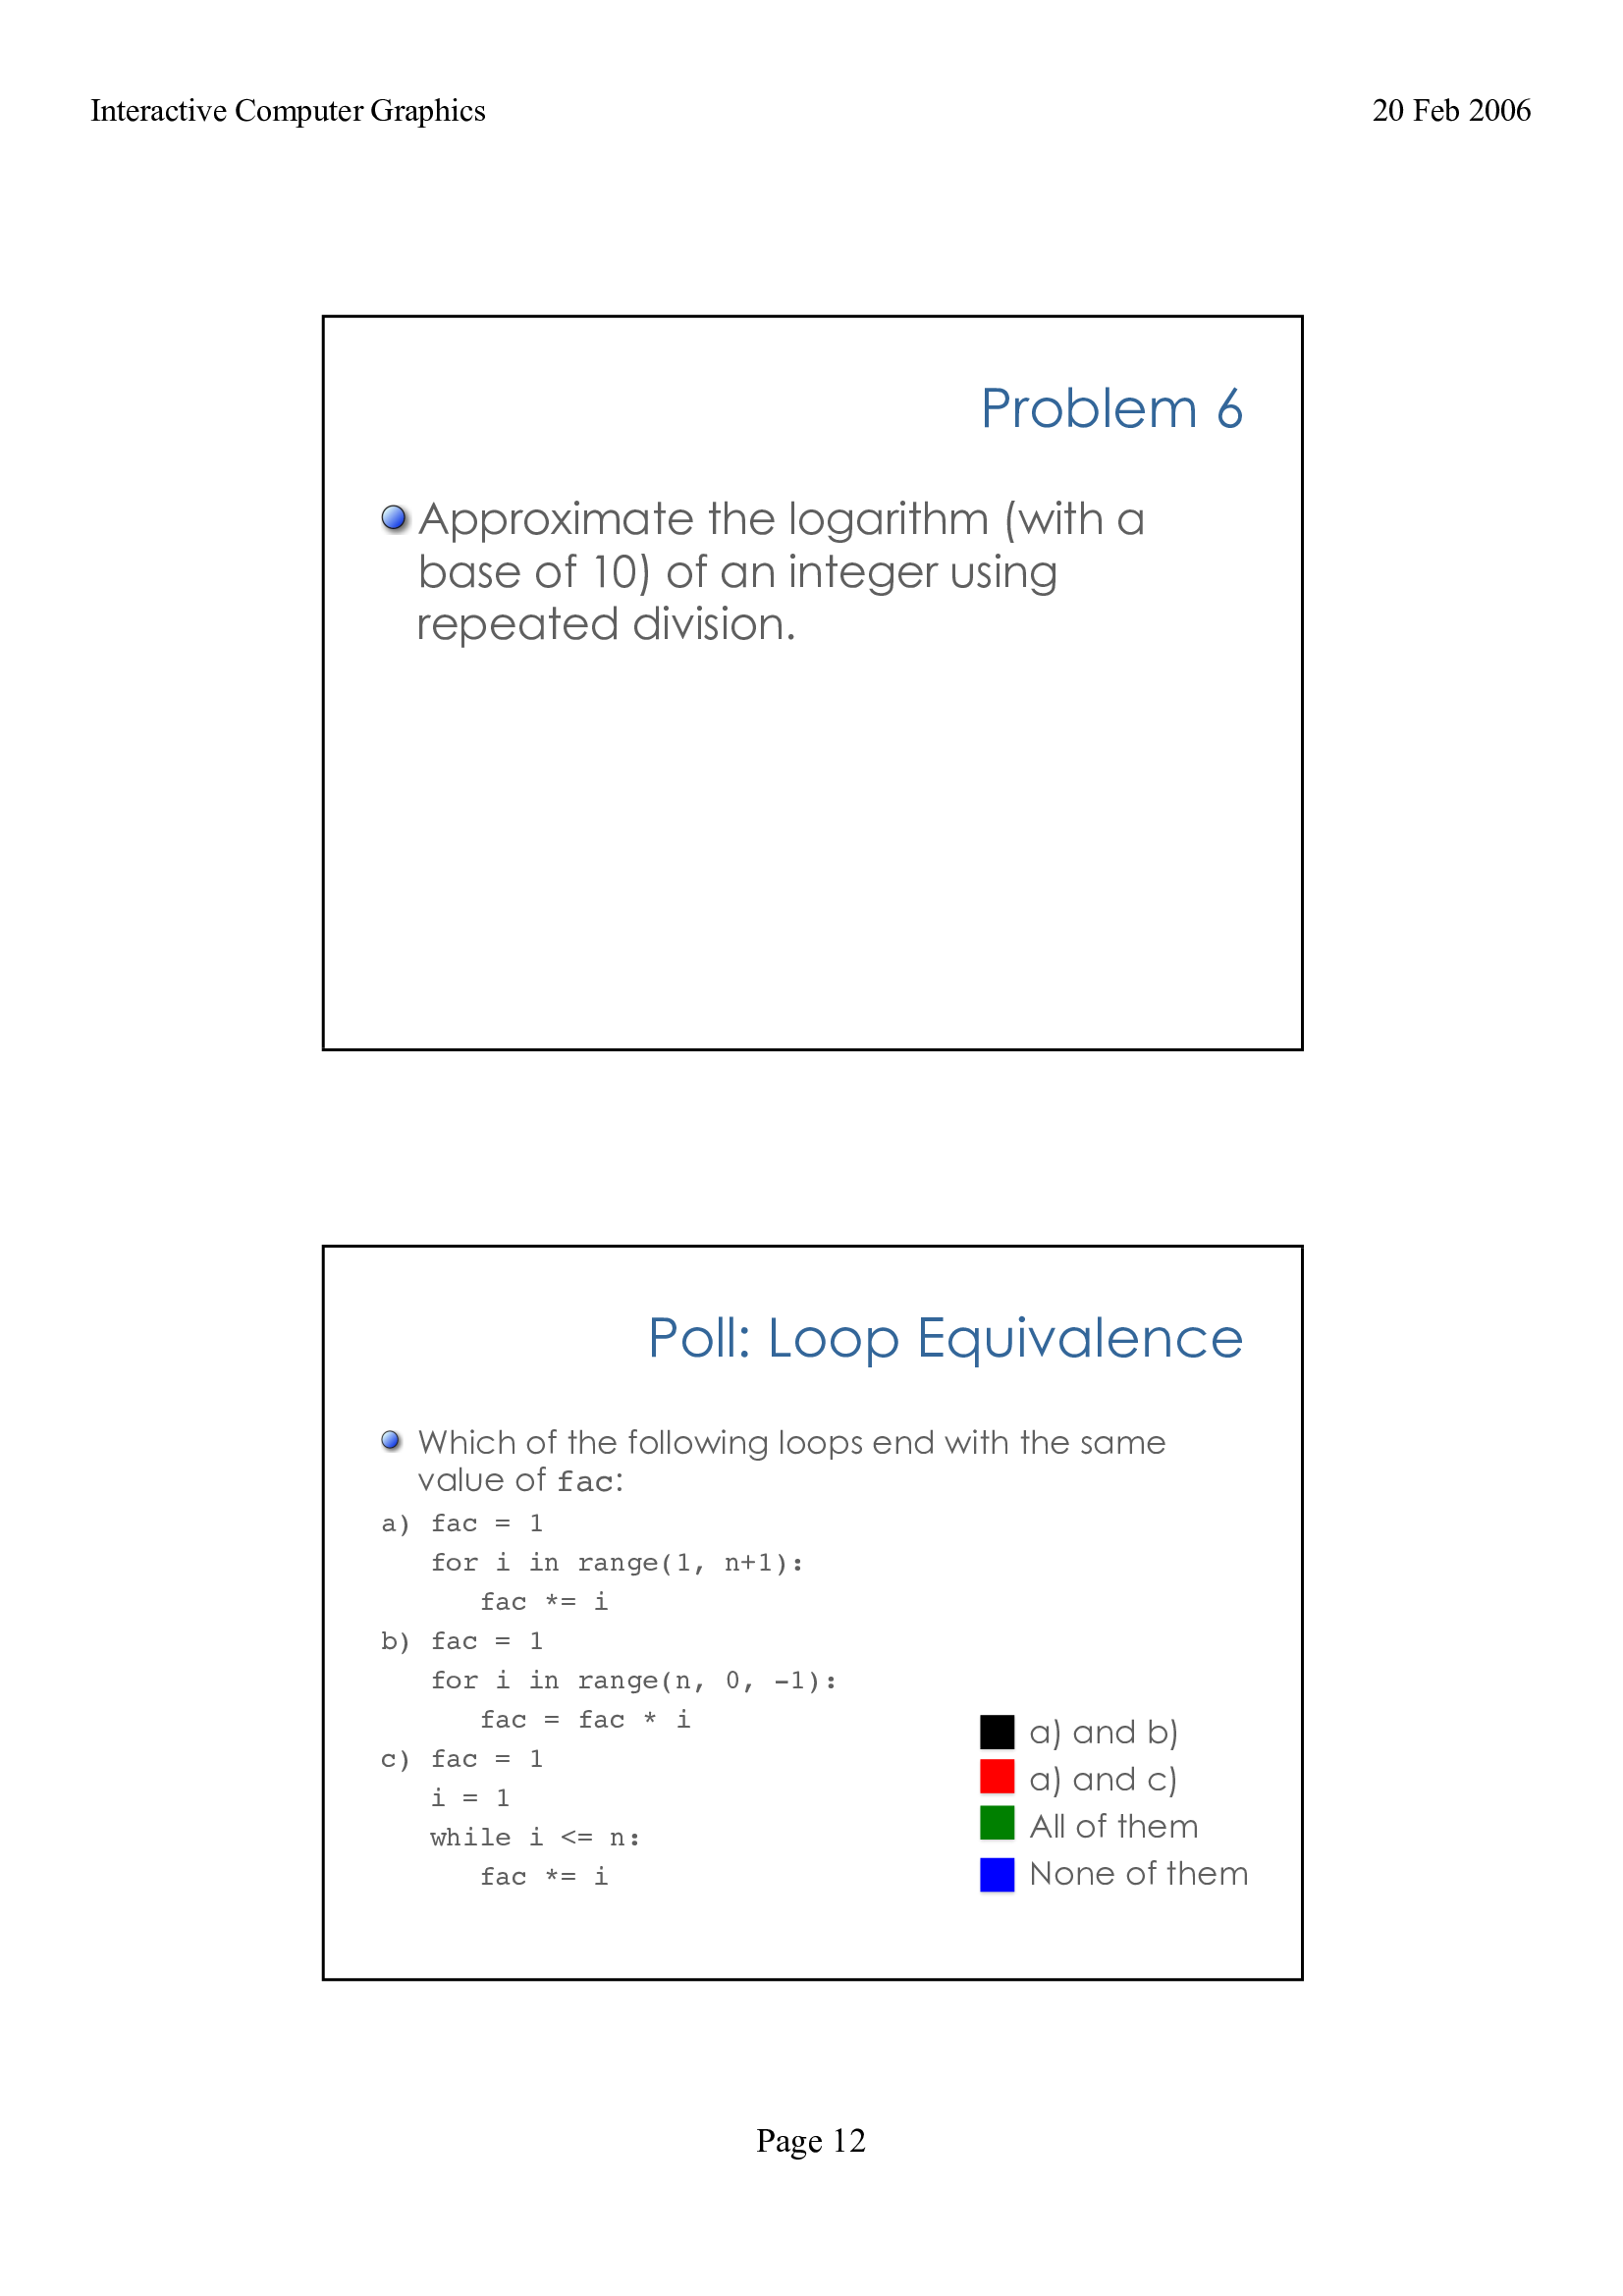 Interactive Computer Graphics
20 Feb 2006
Problem 6
Approximate the logarithm (with a
base of 10) of an integer using
repeated division.
Poll: Loop Equivalence
Which of the following loops end with the same
value of fac:
a) fac = 1
for i in range(1, n+1):
fac *= i
b) fac = 1
for i in range(n, 0, -1):
fac = fac * i
c) fac = 1
i = 1
while i <= n:
fac *= i
a) and b)
a) and c)
All of them
None of them
Page 12